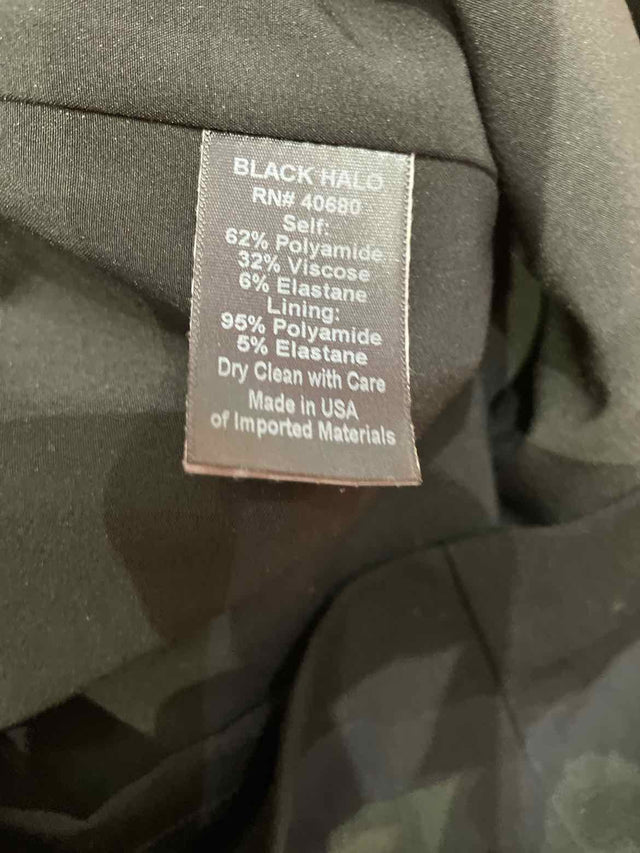 BLACK HALO
RN# 40680
Self:
62% Polyamide
32% Viscose
6% Elastane
Lining:
95% Polyamide
5% Elastane
Dry Clean with Care
Made in USA
of Imported Materials